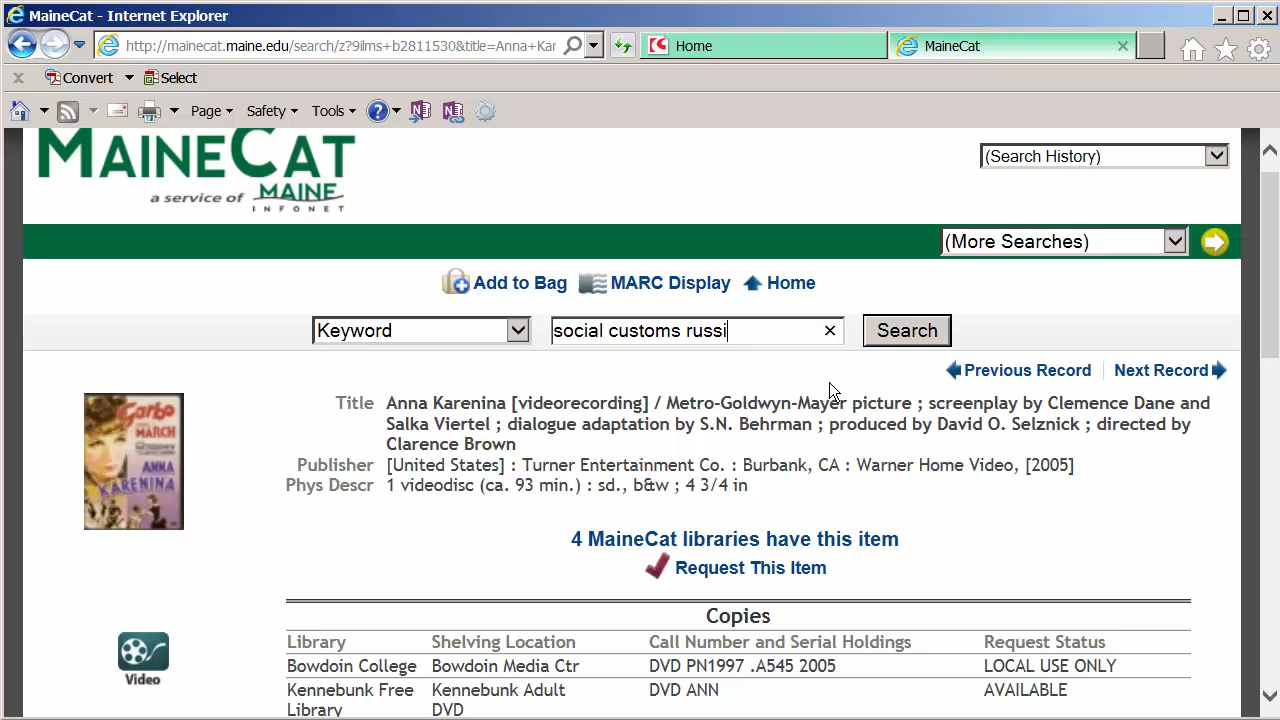 MaineCat - Internet Explorer
http://mainecat.maine.edu/search/z?9ilms+b2811530&title=Anna+Kar
Home
MaineCat
Convert
Select
Page
Safety
Tools
MAINECAT
a service of MAINE
INFONET
(Search History)
(More Searches)
Add to Bag
MARC Display
Home
Keyword
social customs russi
Search
Previous Record
Next Record
Garbo
MARCH
ANNA
KARENINA
Title Anna Karenina [videorecording] / Metro-Goldwyn-Mayer picture ; screenplay by Clemence Dane and
Salka Viertel ; dialogue adaptation by S.N. Behrman ; produced by David O. Selznick ; directed by
Clarence Brown
Publisher [United States] : Turner Entertainment Co. : Burbank, CA : Warner Home Video, [2005]
Phys Descr 1 videodisc (ca. 93 min.) : sd., b&w ; 4 3/4 in
4 MaineCat libraries have this item
Request This Item
Copies
Library Shelving Location Call Number and Serial Holdings Request Status
Bowdoin College Bowdoin Media Ctr DVD PN1997 .A545 2005 LOCAL USE ONLY
Kennebunk Free Kennebunk Adult DVD ANN AVAILABLE
Library DVD
Video